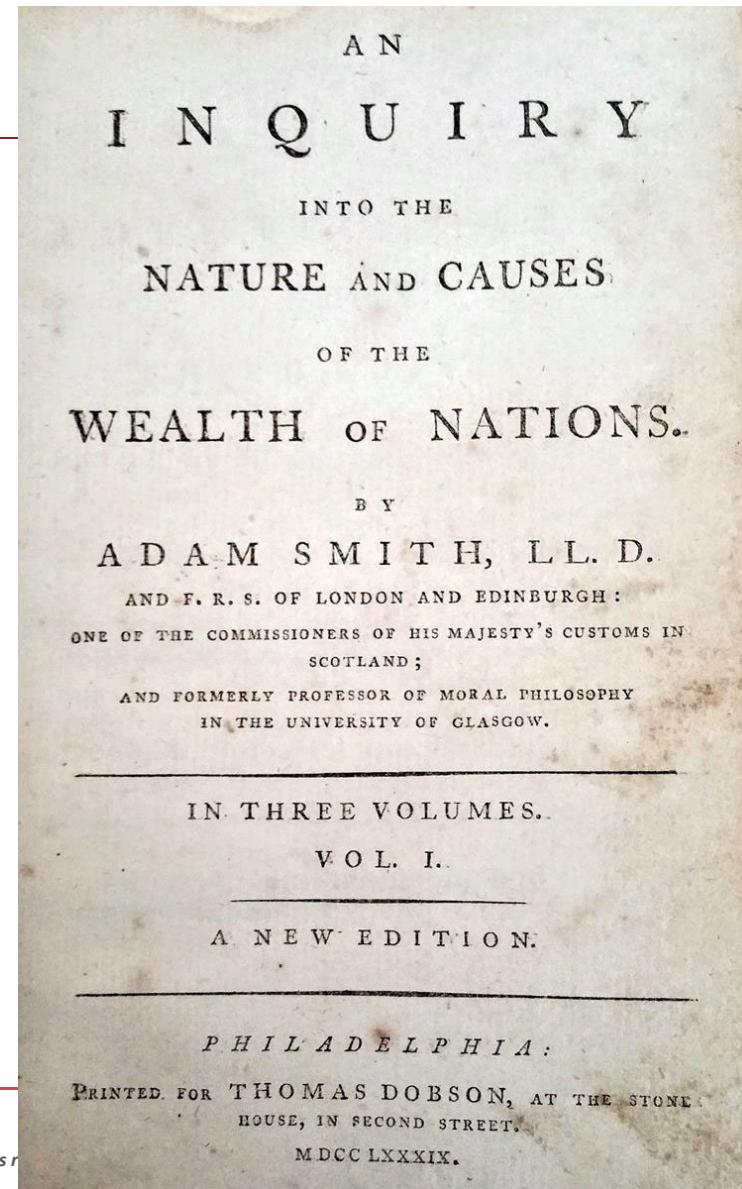 AN
INQUIRY
INTO THE
NATURE AND CAUSES
OF THE
WEALTH OF NATIONS.
BY
ADAM SMITH, LL. D.
AND F. R. S. OF LONDON AND EDINBURGH :
ONE OF THE COMMISSIONERS OF HIS MAJESTY'S CUSTOMS IN
SCOTLAND ;
AND FORMERLY PROFESSOR OF MORAL PHILOSOPHY
IN THE UNIVERSITY OF GLASGOW.
IN THREE VOLUMES.
VOL. I.
A NEW EDITION.
PHILADELPHIA:
PRINTED FOR THOMAS DOBSON, AT THE STONE
HOUSE, IN SECOND STREET.
MDCC LXXXIX.